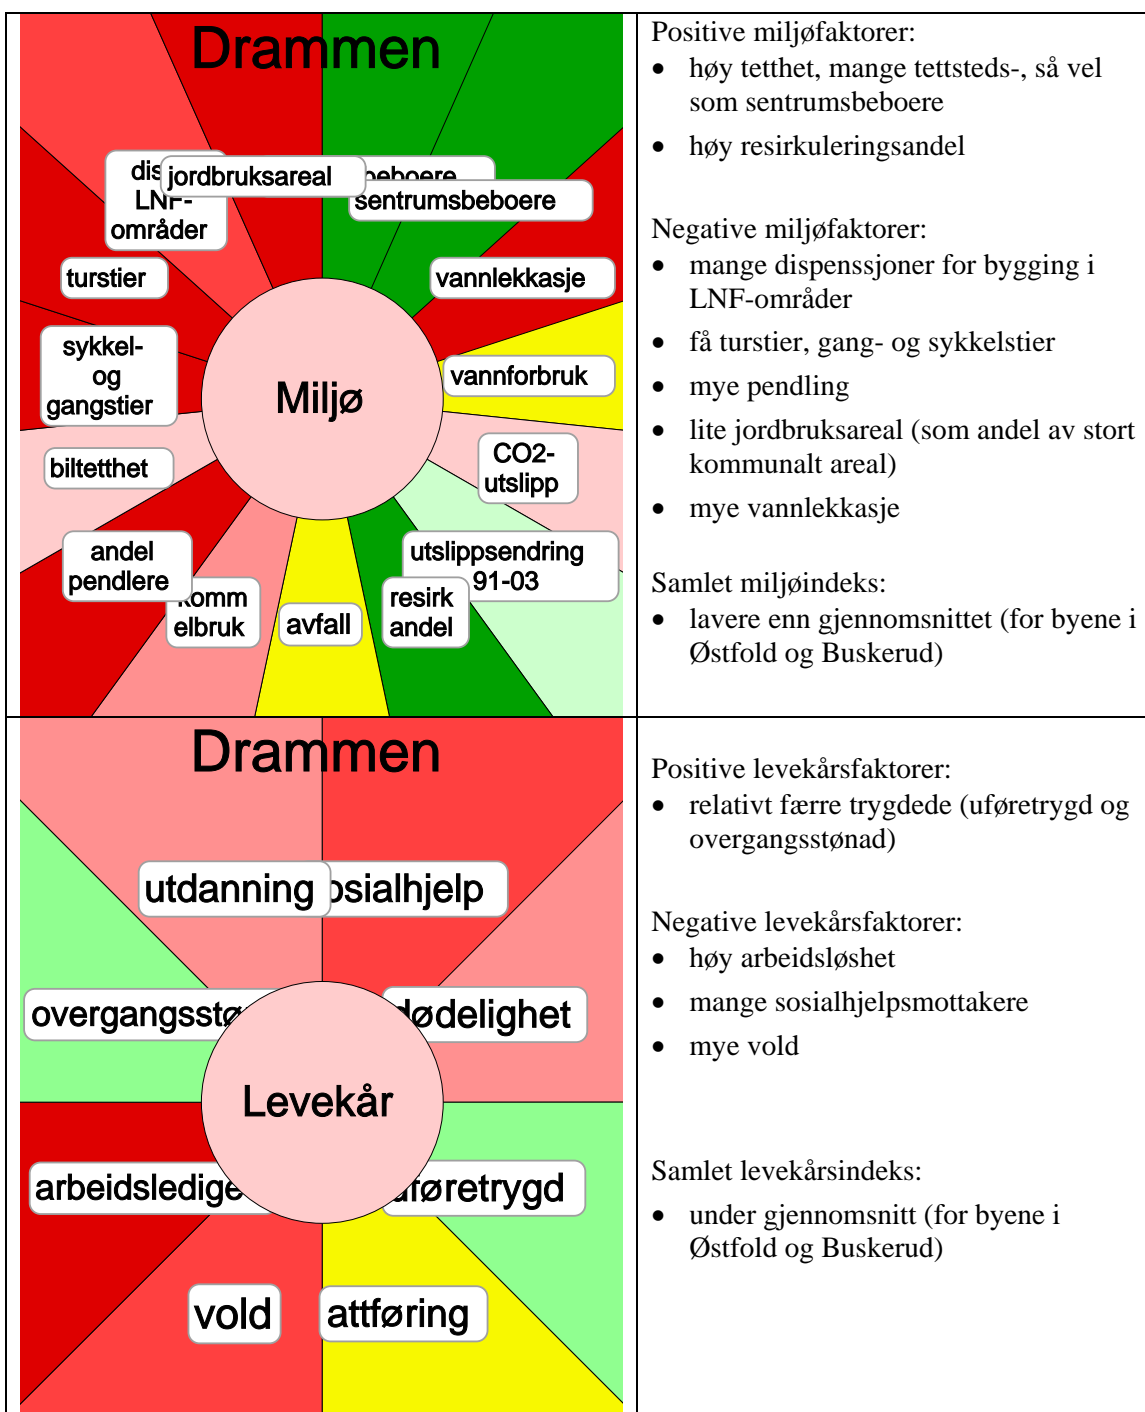 Drammen
jordbruksareal
LNF-
områder
sentrumsbeboere
turstier
vannlekkasje
sykkel-
og
gangstier
vannforbruk
Miljø
biltetthet
CO2-
utslipp
andel
pendlere
utslippsendring
91-03
elbruk
avfall
resirk
andel
Positive miljøfaktorer:
• høy tetthet, mange tettsteds-, så vel
som sentrumsbeboere
• høy resirkuleringsandel
Negative miljøfaktorer:
• mange dispenssjoner for bygging i
LNF-områder
• få turstier, gang- og sykkelstier
• mye pendling
• lite jordbruksareal (som andel av stort
kommunalt areal)
• mye vannlekkasje
Samlet miljøindeks:
• lavere enn gjennomsnittet (for byene i
Østfold og Buskerud)
Drammen
utdanning
Levekår
arbeidsledige
vold
attføring
Positive levekårsfaktorer:
• relativt færre trygdede (uføretrygd og
overgangsstønad)
Negative levekårsfaktorer:
• høy arbeidsløshet
• mange sosialhjelpsmottakere
• mye vold
Samlet levekårsindeks:
• under gjennomsnitt (for byene i
Østfold og Buskerud)